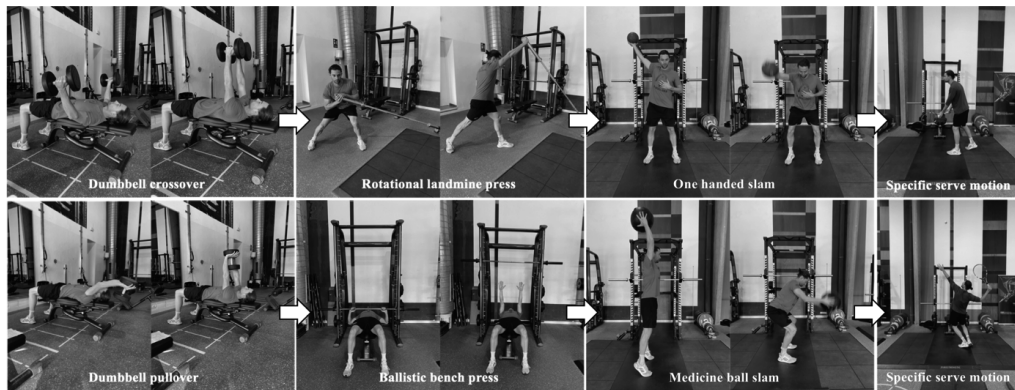 Dumbbell crossover
Rotational landmine press
One handed slam
Specific serve motion
Dumbbell pullover
Ballistic bench press
Medicine ball slam
Specific serve motion